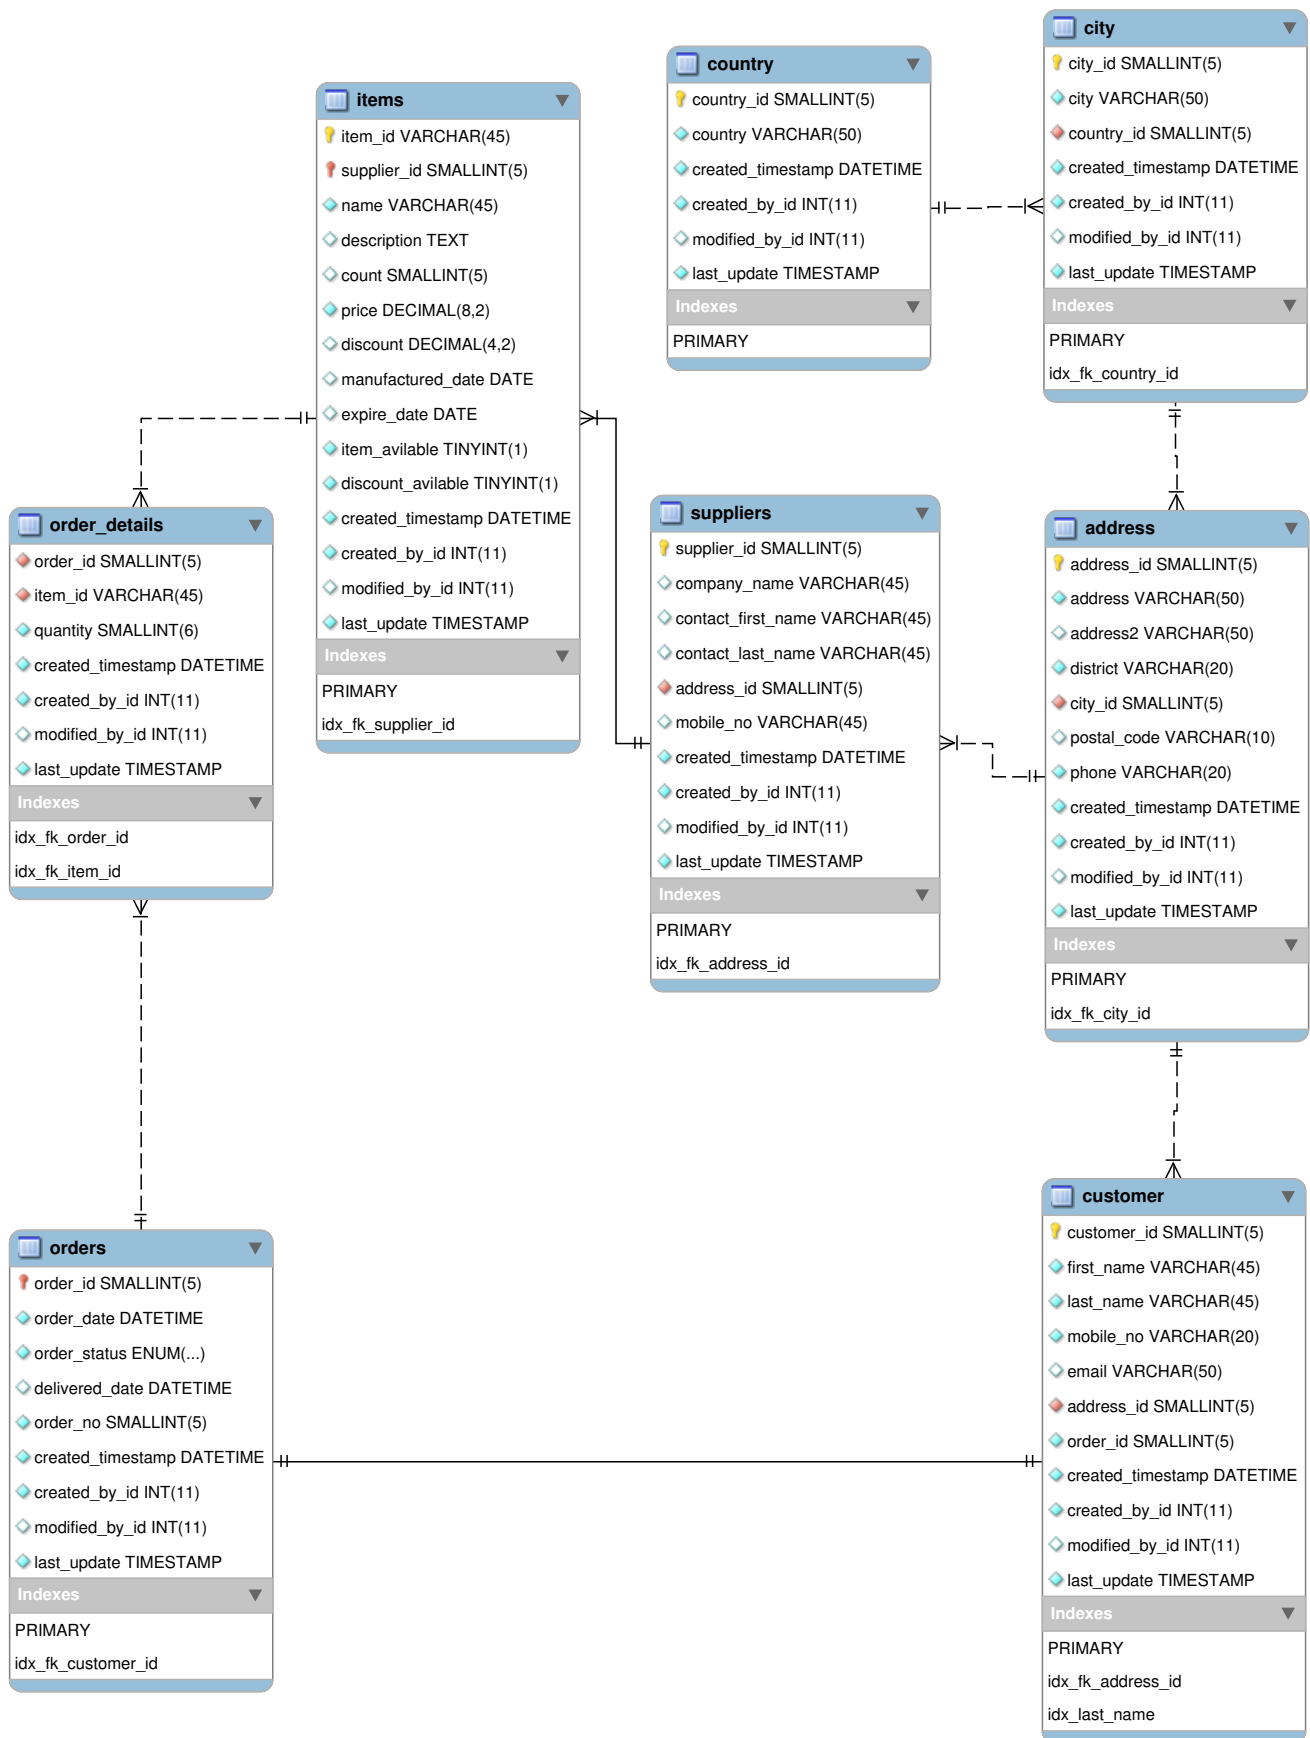 city
city_id SMALLINT(5)
city VARCHAR(50)
country_id SMALLINT(5)
created_timestamp DATETIME
created_by_id INT(11)
modified_by_id INT(11)
last_update TIMESTAMP
Indexes
PRIMARY
idx_fk_country_id
country
country_id SMALLINT(5)
country VARCHAR(50)
created_timestamp DATETIME
created_by_id INT(11)
modified_by_id INT(11)
last_update TIMESTAMP
Indexes
PRIMARY
items
item_id VARCHAR(45)
supplier_id SMALLINT(5)
name VARCHAR(45)
description TEXT
count SMALLINT(5)
price DECIMAL(8,2)
discount DECIMAL(4,2)
manufactured_date DATE
expire_date DATE
item_avilable TINYINT(1)
discount_avilable TINYINT(1)
created_timestamp DATETIME
created_by_id INT(11)
modified_by_id INT(11)
last_update TIMESTAMP
Indexes
PRIMARY
idx_fk_supplier_id
order_details
order_id SMALLINT(5)
item_id VARCHAR(45)
quantity SMALLINT(6)
created_timestamp DATETIME
created_by_id INT(11)
modified_by_id INT(11)
last_update TIMESTAMP
Indexes
idx_fk_order_id
idx_fk_item_id
suppliers
supplier_id SMALLINT(5)
company_name VARCHAR(45)
contact_first_name VARCHAR(45)
contact_last_name VARCHAR(45)
address_id SMALLINT(5)
mobile_no VARCHAR(45)
created_timestamp DATETIME
created_by_id INT(11)
modified_by_id INT(11)
last_update TIMESTAMP
Indexes
PRIMARY
idx_fk_address_id
address
address_id SMALLINT(5)
address VARCHAR(50)
address2 VARCHAR(50)
district VARCHAR(20)
city_id SMALLINT(5)
postal_code VARCHAR(10)
phone VARCHAR(20)
created_timestamp DATETIME
created_by_id INT(11)
modified_by_id INT(11)
last_update TIMESTAMP
Indexes
PRIMARY
idx_fk_city_id
orders
order_id SMALLINT(5)
order_date DATETIME
order_status ENUM(...)
delivered_date DATETIME
order_no SMALLINT(5)
created_timestamp DATETIME
created_by_id INT(11)
modified_by_id INT(11)
last_update TIMESTAMP
Indexes
PRIMARY
idx_fk_customer_id
customer
customer_id SMALLINT(5)
first_name VARCHAR(45)
last_name VARCHAR(45)
mobile_no VARCHAR(20)
email VARCHAR(50)
address_id SMALLINT(5)
order_id SMALLINT(5)
created_timestamp DATETIME
created_by_id INT(11)
modified_by_id INT(11)
last_update TIMESTAMP
Indexes
PRIMARY
idx_fk_address_id
idx_last_name